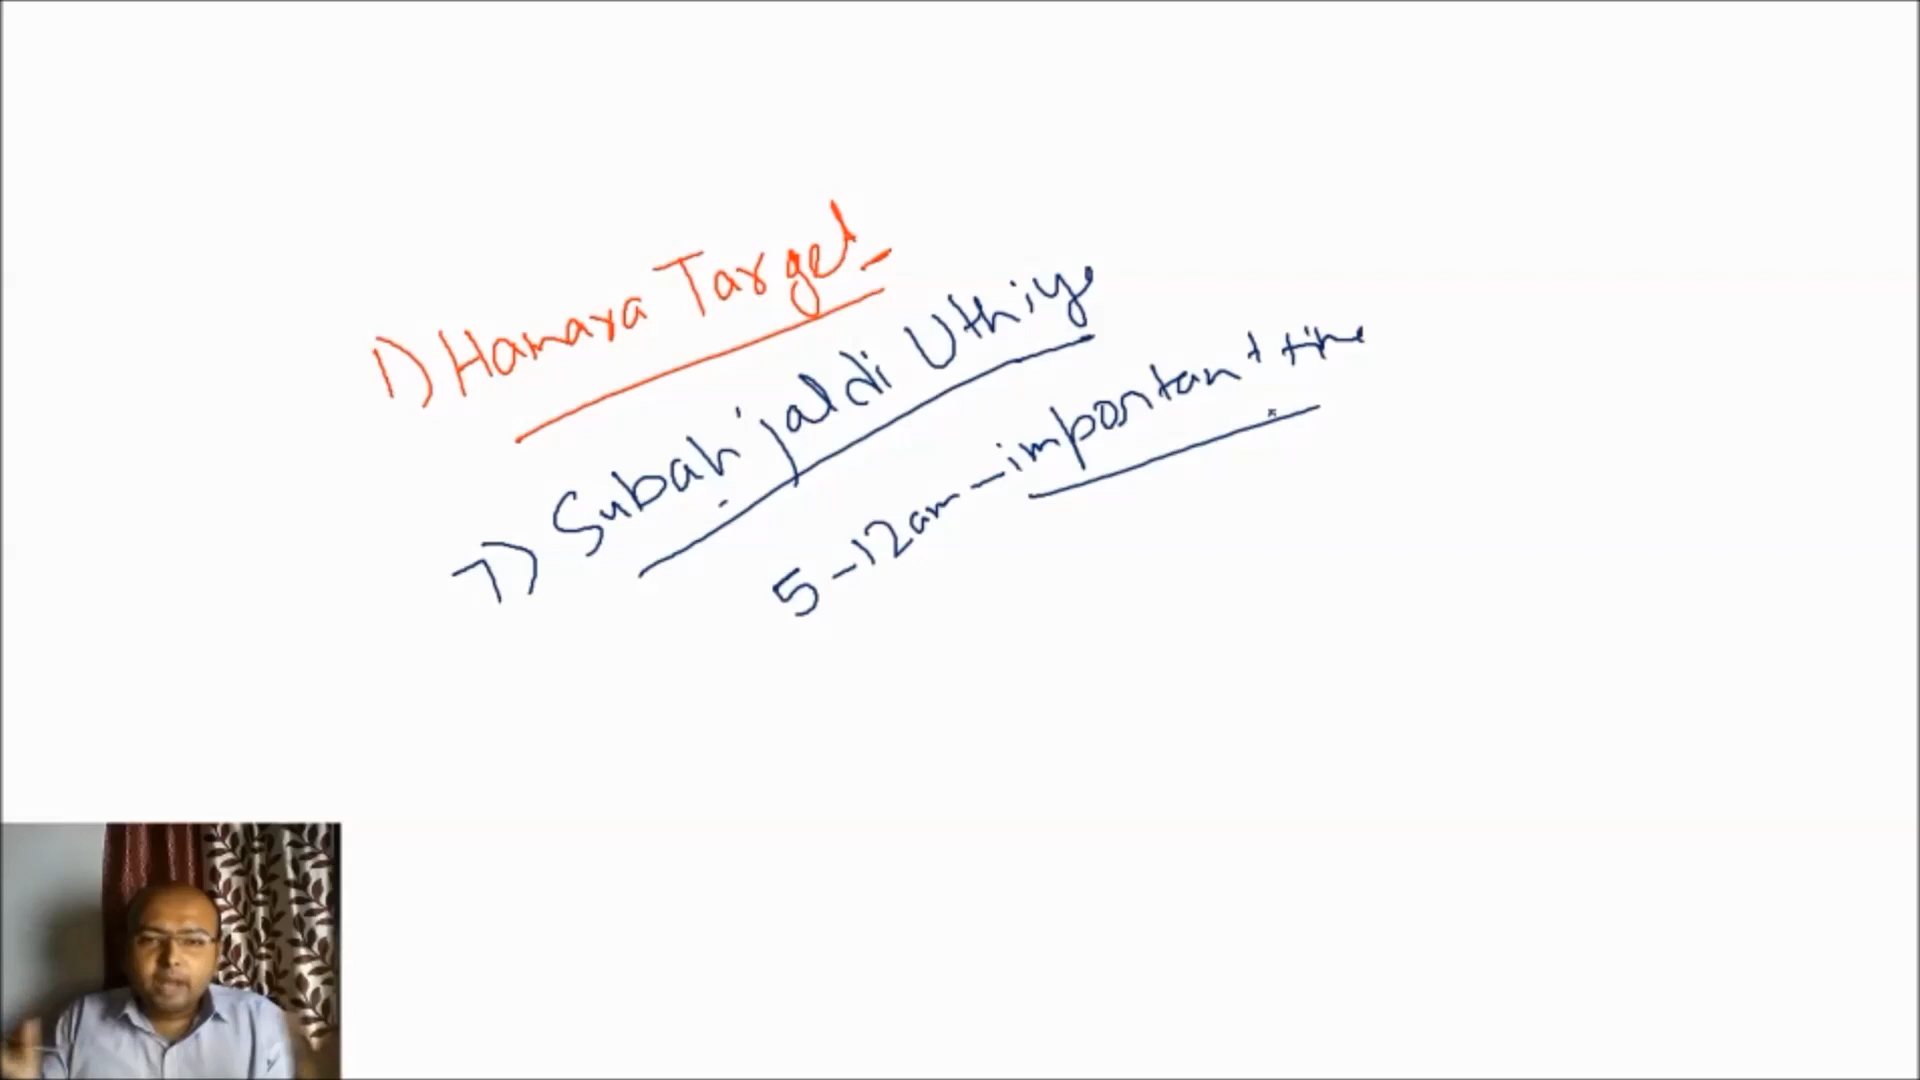 1) Hamara Target
7) Subah jaldi Uthiye
5-12am - important time